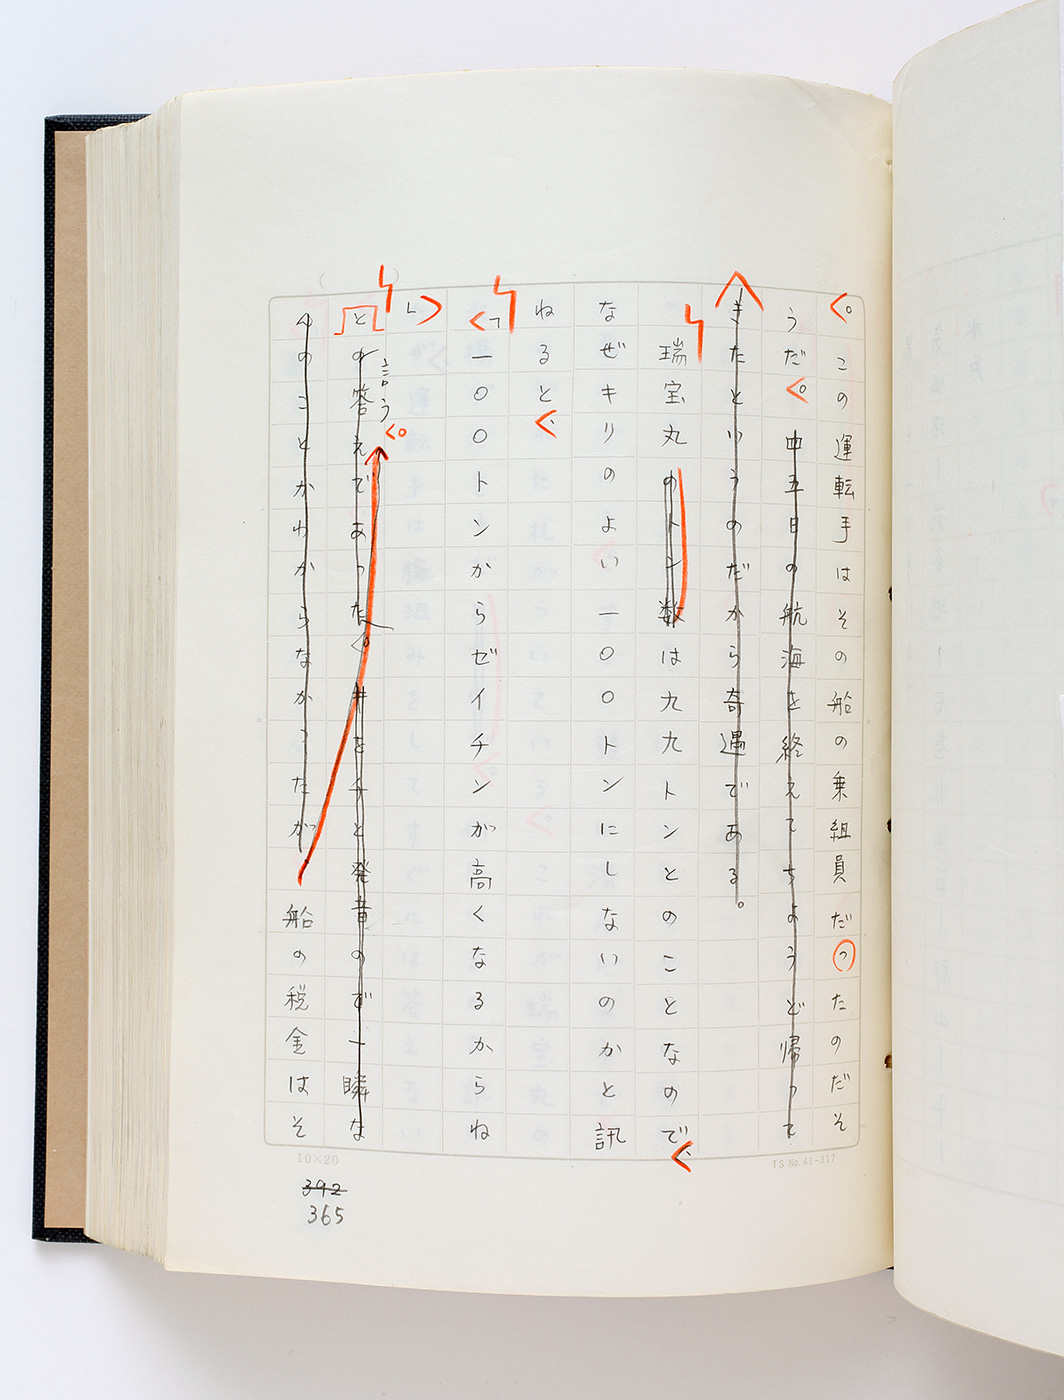 。この運転手はその船の乗組員だったのだそ
うだ。四五日の航海を終えてちょうど帰って
きたというのだから奇遇である。
瑞宝丸のトン数は九九トンとのことなので、
なぜキリのよい一〇〇トンにしないのかと訊
ねると、
「一〇〇トンからゼイチンが高くなるからね
」
言う。
との答えであった。キをチと発音ので一瞬な
んのことかわからなかったが、船の税金はそ
10×20
TS No. 41-317
392
365